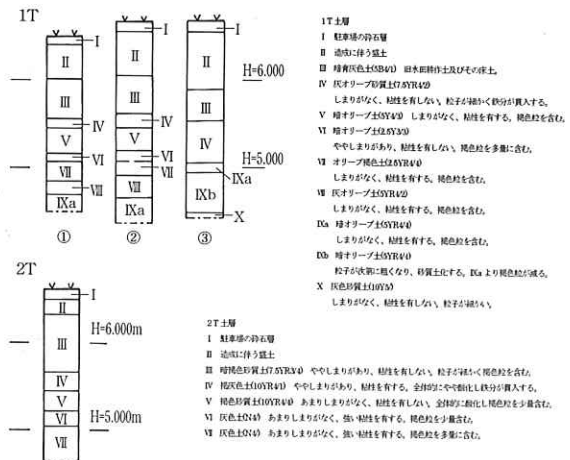 1T
I
II
III
IV
V
VI
VII
VIII
IXa
①
I
II
III
IV
V
VI
VII
VIII
IXa
②
I
II
III
IV
IXa
IXb
X
③
H=6.000
H=5.000
1T土層
I 駐車場の砕石層
II 造成に伴う盛土
III 暗青灰色土(5B4/1) 旧水田耕作土及びその床土。
IV 灰オリーブ砂質土(7.5YR4/2)
しまりがなく、粘性を有しない。粒子が細かく鉄分が貫入する。
V 暗オリーブ土(5Y4/3) しまりがなく、粘性を有する。褐色粒を含む。
VI 暗オリーブ土(2.5Y3/3)
ややしまりがあり、粘性を有しない。褐色粒を多量に含む。
VII オリーブ褐色土(2.5YR4/4)
しまりがなく、粘性を有する。褐色粒を含む。
VIII 灰オリーブ土(5YR4/2)
しまりがなく、粘性を有する。褐色粒を含む。
IXa 暗オリーブ土(5YR4/4)
しまりがなく、粘性を有する。褐色粒を含む。
IXb 暗オリーブ土(5YR4/4)
粒子が次第に粗くなり、砂質土化する。IXaより褐色粒が減る。
X 灰色砂質土(10Y5/)
しまりがなく、粘性を有しない。粒子が細かい。
2T
I
II
III
IV
V
VI
VII
H=6.000m
H=5.000m
2T土層
I 駐車場の砕石層
II 造成に伴う盛土
III 暗褐色砂質土(7.5YR3/4) ややしまりがあり、粘性を有しない。粒子が細かく褐色粒を含む。
IV 褐灰色土(10YR4/1) ややしまりがあり、粘性を有する。全体的にやや酸化し鉄分が貫入する。
V 褐色砂質土(10YR4/4) あまりしまりがなく、粘性を有しない。全体的に酸化し褐色粒を少量含む。
VI 灰色土(N4/) あまりしまりがなく、強い粘性を有する。褐色粒を少量含む。
VII 灰色土(N4/) あまりしまりがなく、強い粘性を有する。褐色粒を多量に含む。